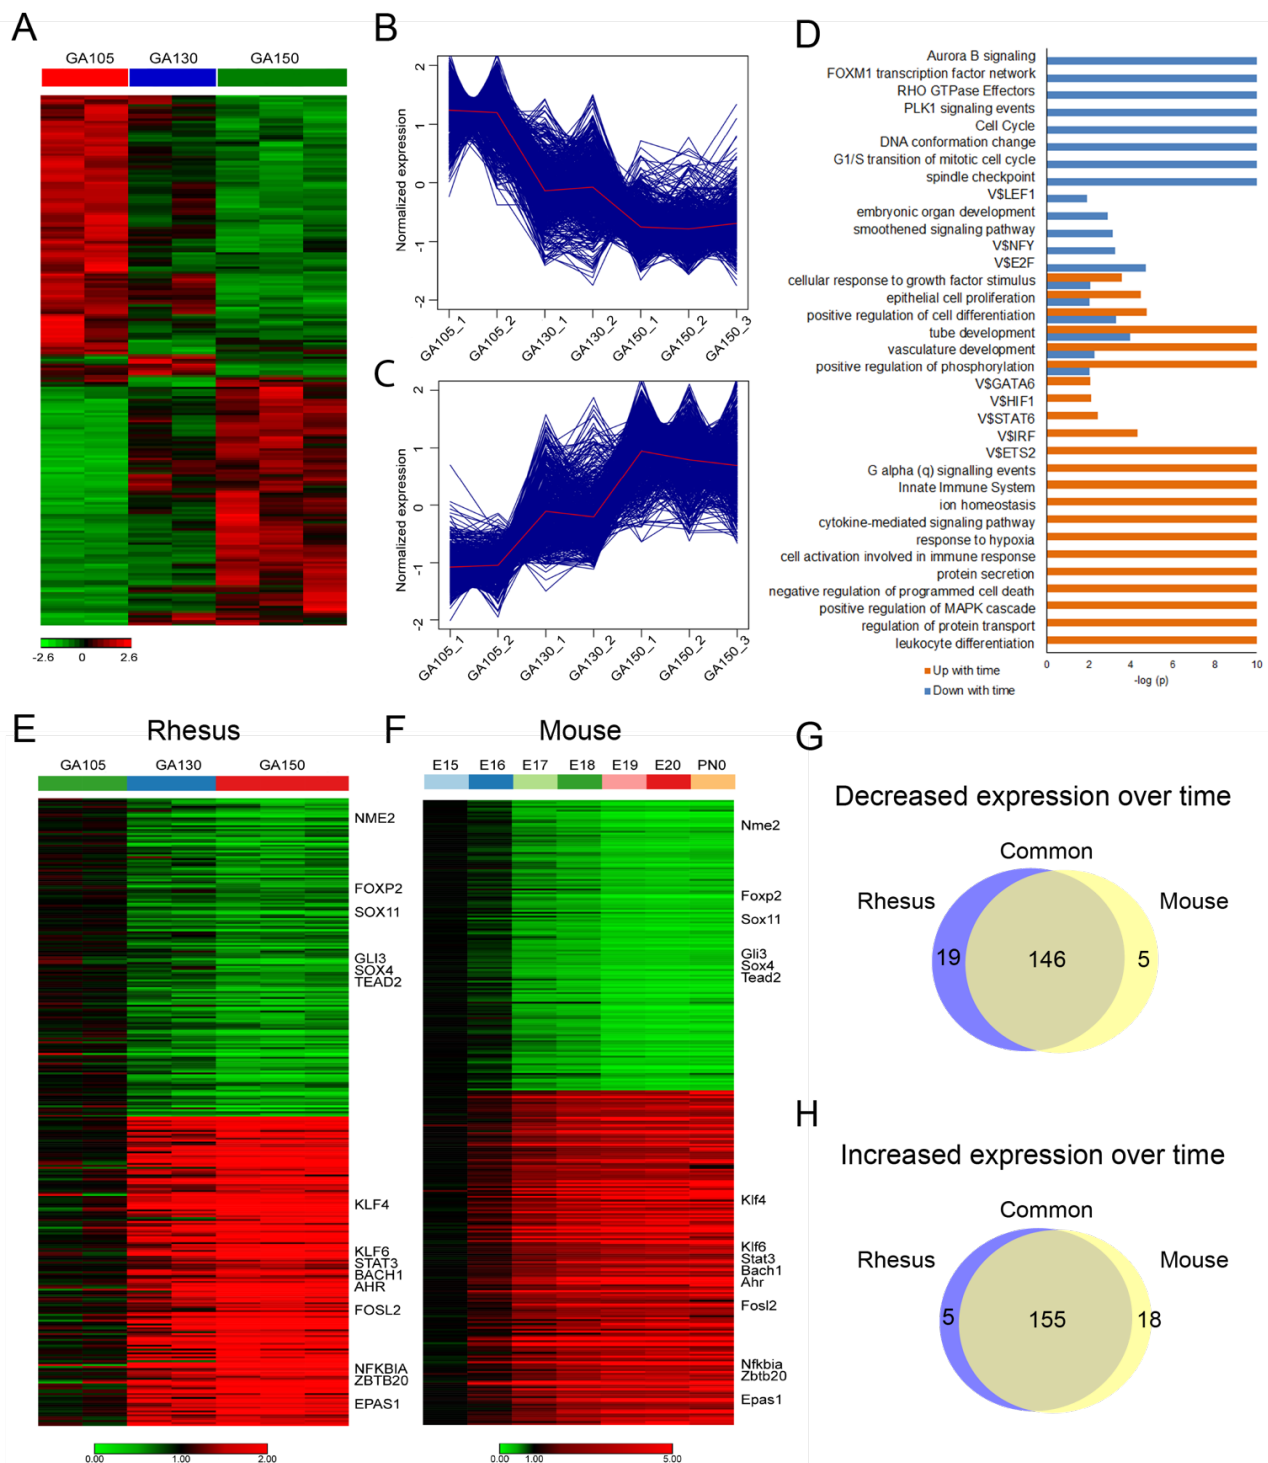 A
GA105 GA130 GA150
-2.6 0 2.6
B
Normalized expression
2
1
0
-1
-2
GA105_1 GA105_2 GA130_1 GA130_2 GA150_1 GA150_2 GA150_3
C
Normalized expression
2
1
0
-1
-2
GA105_1 GA105_2 GA130_1 GA130_2 GA150_1 GA150_2 GA150_3
D
Aurora B signaling
FOXM1 transcription factor network
RHO GTPase Effectors
PLK1 signaling events
Cell Cycle
DNA conformation change
G1/S transition of mitotic cell cycle
spindle checkpoint
V$LEF1
embryonic organ development
smoothened signaling pathway
V$NFY
V$E2F
cellular response to growth factor stimulus
epithelial cell proliferation
positive regulation of cell differentiation
tube development
vasculature development
positive regulation of phosphorylation
V$GATA6
V$HIF1
V$STAT6
V$IRF
V$ETS2
G alpha (q) signalling events
Innate Immune System
ion homeostasis
cytokine-mediated signaling pathway
response to hypoxia
cell activation involved in immune response
protein secretion
negative regulation of programmed cell death
positive regulation of MAPK cascade
regulation of protein transport
leukocyte differentiation
0 2 4 6 8 10
-log (p)
Up with time
Down with time
E
Rhesus
GA105 GA130 GA150
NME2
FOXP2
SOX11
GLI3
SOX4
TEAD2
KLF4
KLF6
STAT3
BACH1
AHR
FOSL2
NFKBIA
ZBTB20
EPAS1
0.00 1.00 2.00
F
Mouse
E15 E16 E17 E18 E19 E20 PN0
Nme2
Foxp2
Sox11
Gli3
Sox4
Tead2
Klf4
Klf6
Stat3
Bach1
Ahr
Fosl2
Nfkbia
Zbtb20
Epas1
0.00 1.00 5.00
G
Decreased expression over time
Common
Rhesus Mouse
19 146 5
H
Increased expression over time
Common
Rhesus Mouse
5 155 18